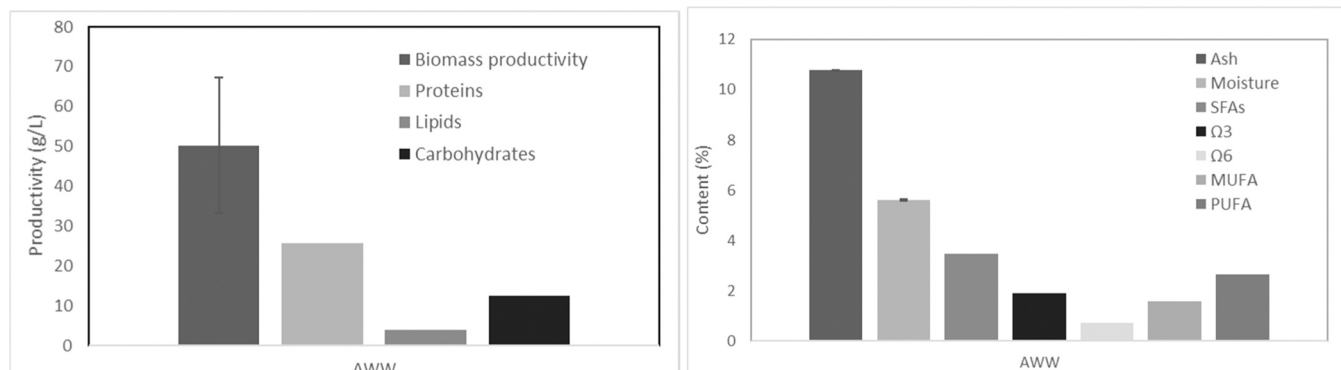 80
70
60
50
40
30
20
10
0
Productivity (g/L)
Biomass productivity
Proteins
Lipids
Carbohydrates
AWW
12
10
8
6
4
2
0
Content (%)
Ash
Moisture
SFAs
Ω3
Ω6
MUFA
PUFA
AWW